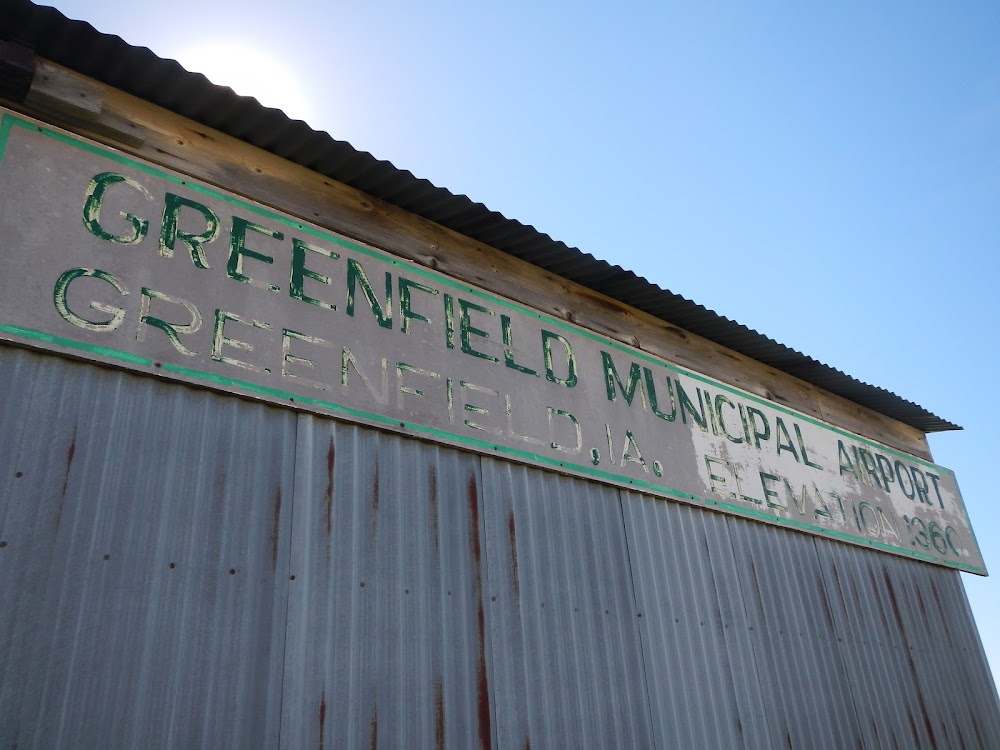 GREENFIELD MUNICIPAL AIRPORT
GREENFIELD, IA. ELEVATION 1360